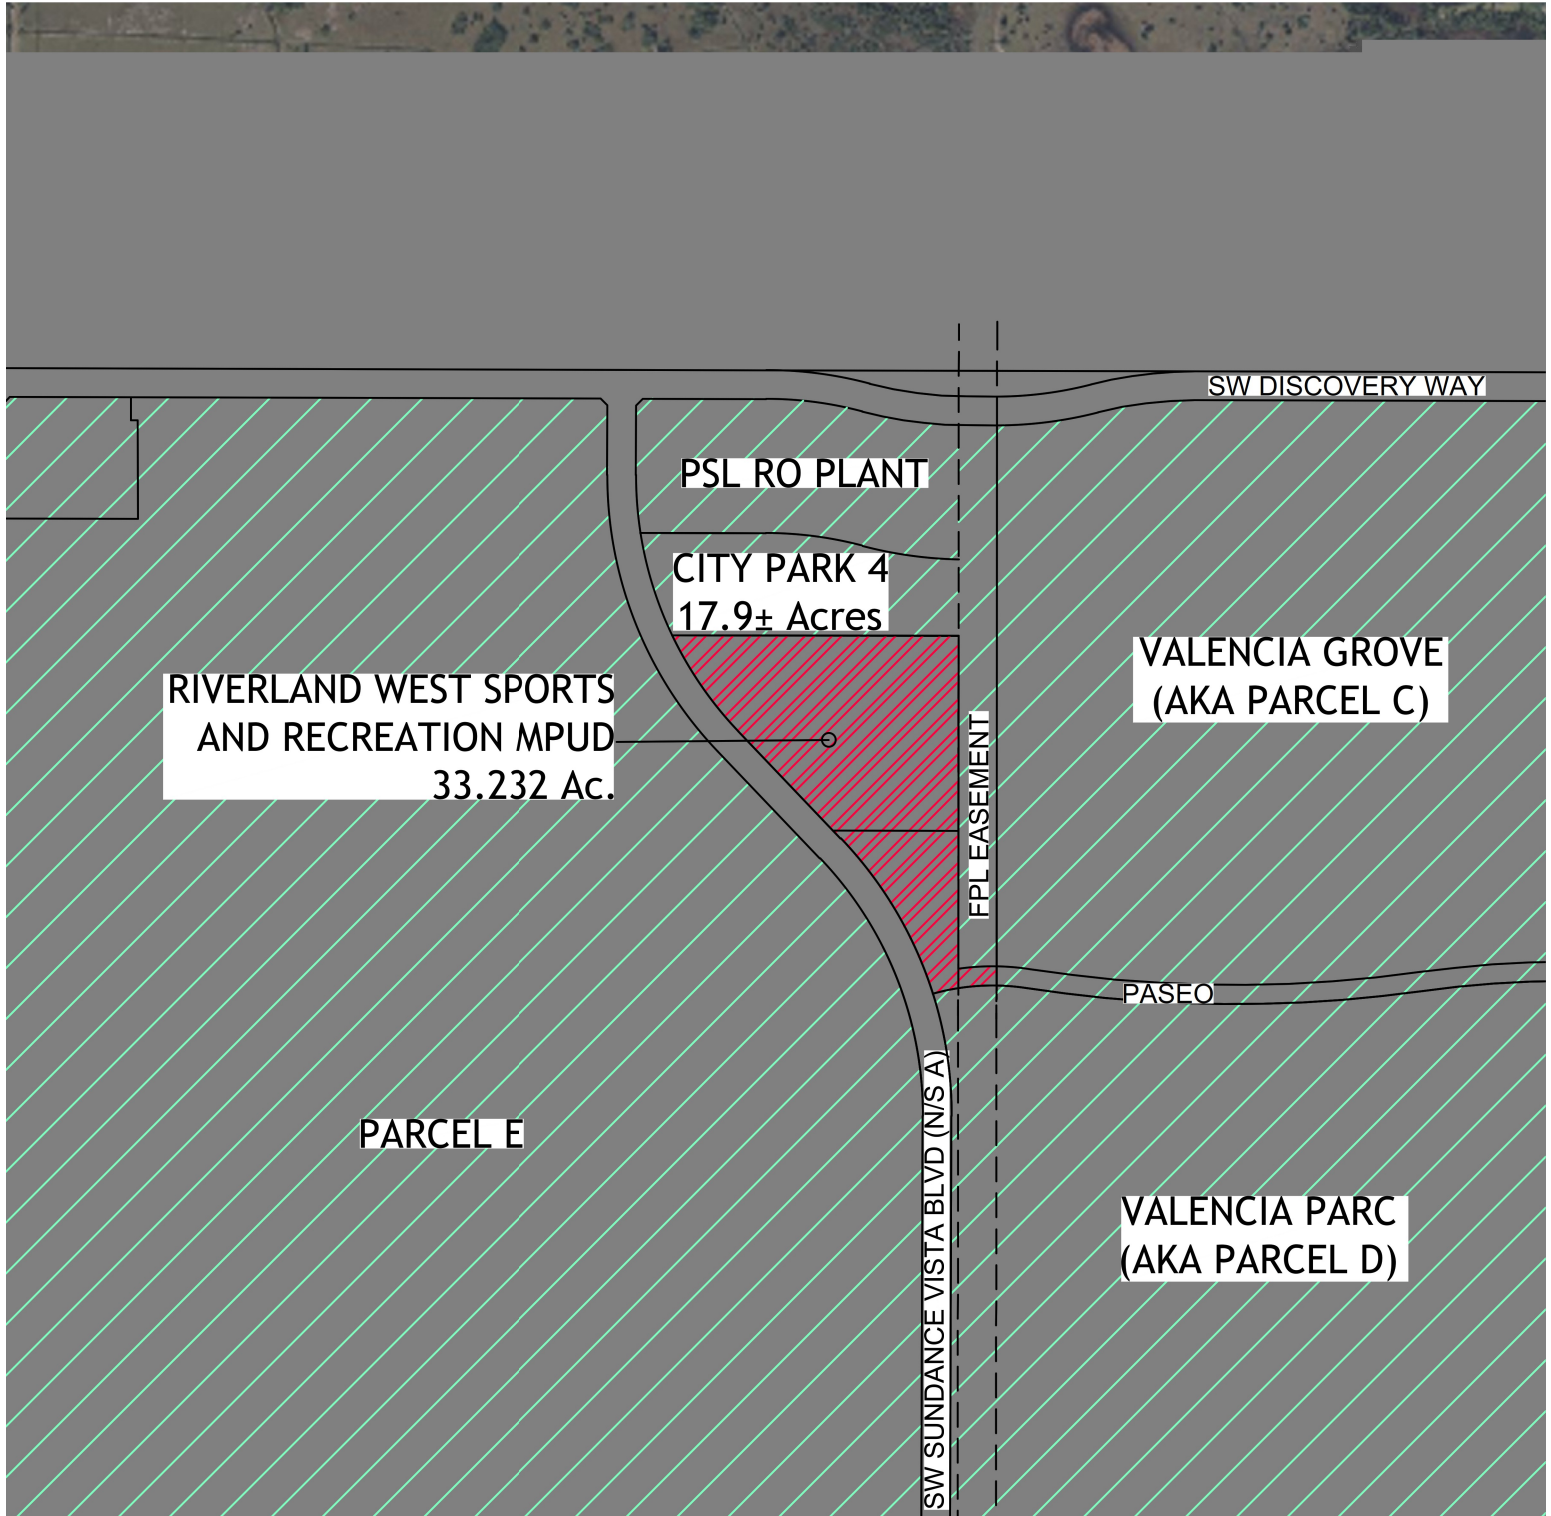 SW DISCOVERY WAY
PSL RO PLANT
CITY PARK 4
17.9± Acres
VALENCIA GROVE
(AKA PARCEL C)
RIVERLAND WEST SPORTS
AND RECREATION MPUD
33.232 Ac.
FPL EASEMENT
PASEO
PARCEL E
SW SUNDANCE VISTA BLVD (N/S A)
VALENCIA PARC
(AKA PARCEL D)